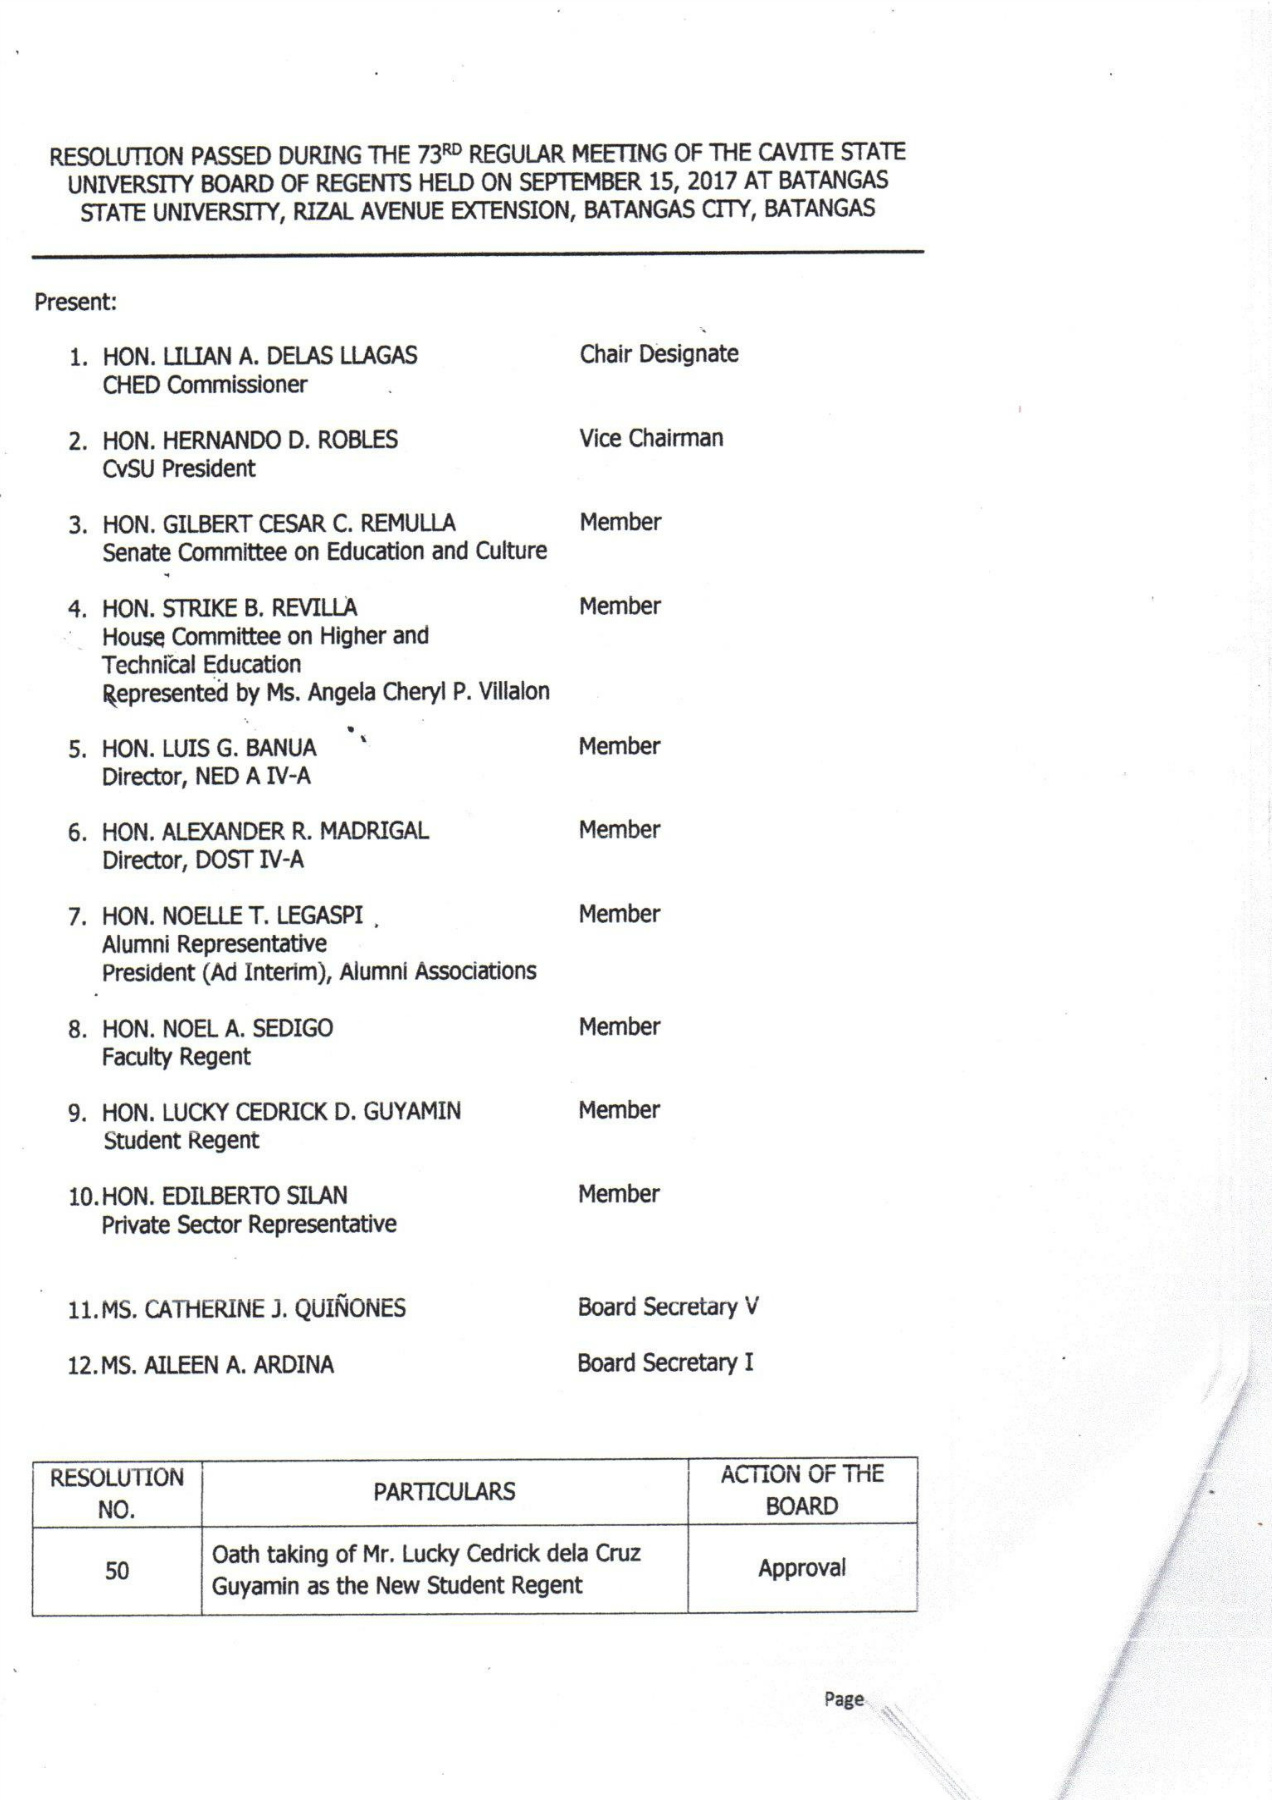 RESOLUTION PASSED DURING THE 73RD REGULAR MEETING OF THE CAVITE STATE
UNIVERSITY BOARD OF REGENTS HELD ON SEPTEMBER 15, 2017 AT BATANGAS
STATE UNIVERSITY, RIZAL AVENUE EXTENSION, BATANGAS CITY, BATANGAS
Present:
1. HON. LILIAN A. DELAS LLAGAS Chair Designate
CHED Commissioner
2. HON. HERNANDO D. ROBLES Vice Chairman
CvSU President
3. HON. GILBERT CESAR C. REMULLA Member
Senate Committee on Education and Culture
4. HON. STRIKE B. REVILLA Member
House Committee on Higher and
Technical Education
Represented by Ms. Angela Cheryl P. Villalon
5. HON. LUIS G. BANUA Member
Director, NED A IV-A
6. HON. ALEXANDER R. MADRIGAL Member
Director, DOST IV-A
7. HON. NOELLE T. LEGASPI Member
Alumni Representative
President (Ad Interim), Alumni Associations
8. HON. NOEL A. SEDIGO Member
Faculty Regent
9. HON. LUCKY CEDRICK D. GUYAMIN Member
Student Regent
10. HON. EDILBERTO SILAN Member
Private Sector Representative
11. MS. CATHERINE J. QUIÑONES Board Secretary V
12. MS. AILEEN A. ARDINA Board Secretary I
RESOLUTION
NO.
PARTICULARS
ACTION OF THE
BOARD
50
Oath taking of Mr. Lucky Cedrick dela Cruz
Guyamin as the New Student Regent
Approval
Page